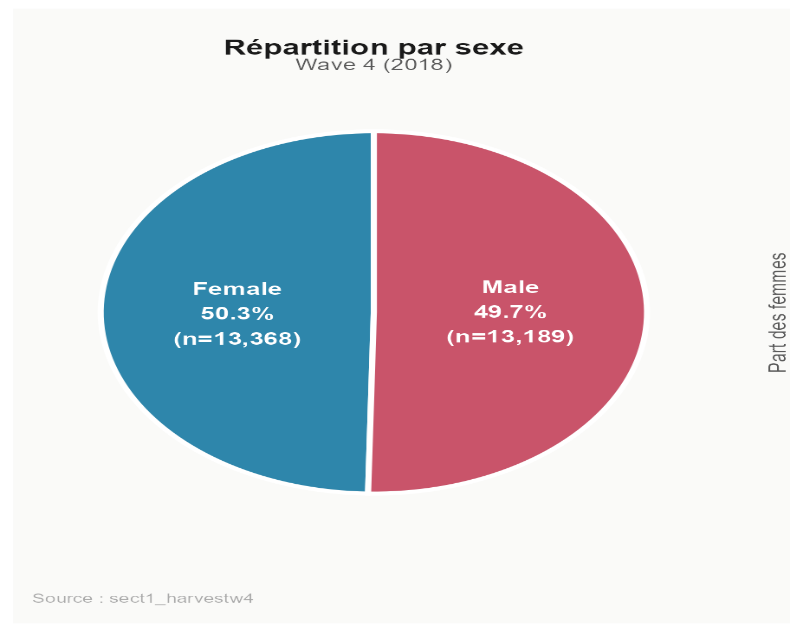 Répartition par sexe
Wave 4 (2018)
Female
50.3%
(n=13,368)
Male
49.7%
(n=13,189)
Part des femmes
Source : sect1_harvestw4